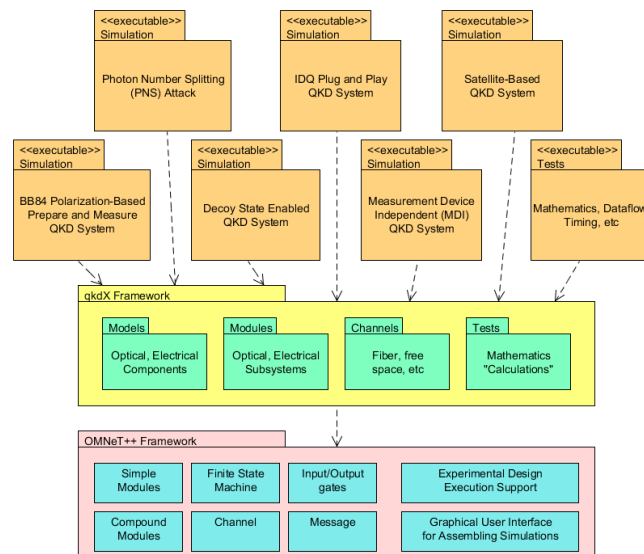 <<executable>>
Simulation
Photon Number Splitting
(PNS) Attack
<<executable>>
Simulation
IDQ Plug and Play
QKD System
<<executable>>
Simulation
Satellite-Based
QKD System
<<executable>>
Simulation
BB84 Polarization-Based
Prepare and Measure
QKD System
<<executable>>
Simulation
Decoy State Enabled
QKD System
<<executable>>
Simulation
Measurement Device
Independent (MDI)
QKD System
<<executable>>
Tests
Mathematics, Dataflow
Timing, etc
qkdX Framework
Models
Optical, Electrical
Components
Modules
Optical, Electrical
Subsystems
Channels
Fiber, free
space, etc
Tests
Mathematics
"Calculations"
OMNeT++ Framework
Simple
Modules
Finite State
Machine
Input/Output
gates
Experimental Design
Execution Support
Compound
Modules
Channel
Message
Graphical User Interface
for Assembling Simulations